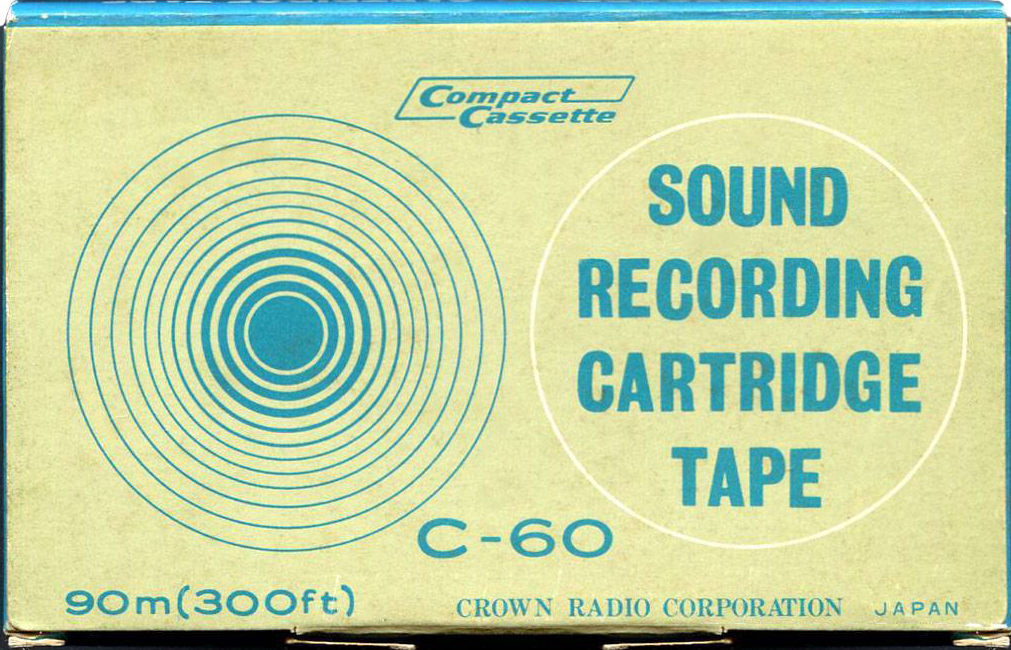 Compact
Cassette
SOUND
RECORDING
CARTRIDGE
TAPE
C-60
90m(300ft)
CROWN RADIO CORPORATION JAPAN